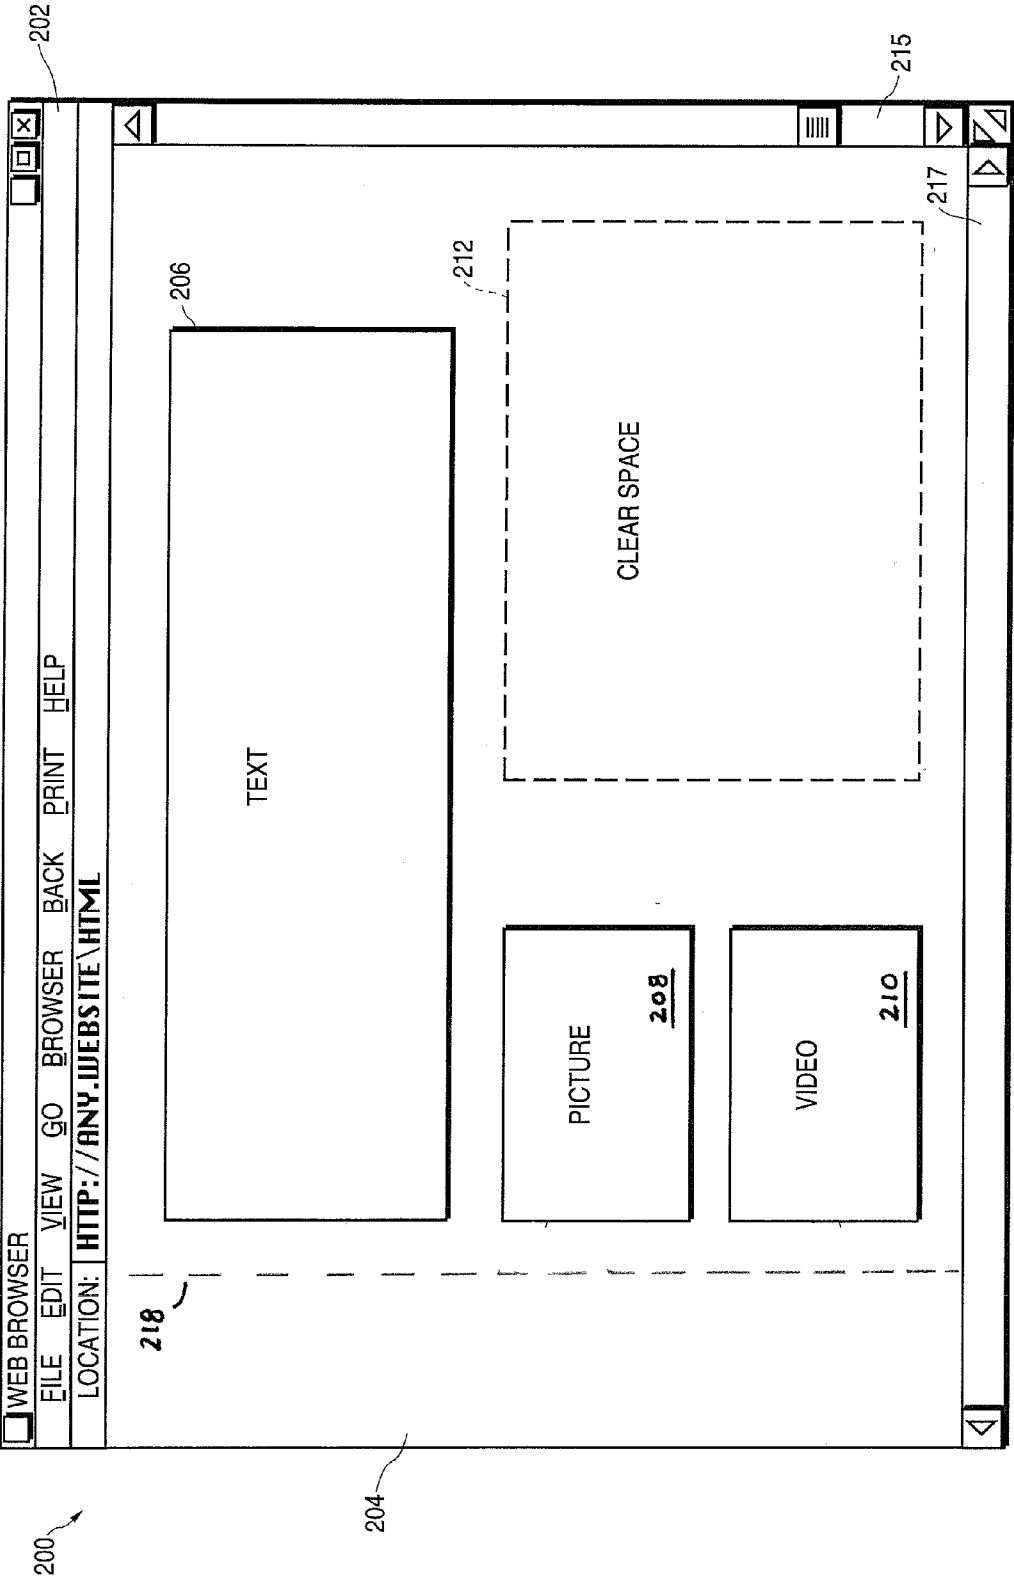 200
202
WEB BROWSER
FILE EDIT VIEW GO BROWSER BACK PRINT HELP
LOCATION: HTTP://ANY.WEBSITE\HTML
218
206
TEXT
204
212
PICTURE
208
CLEAR SPACE
VIDEO
210
215
217